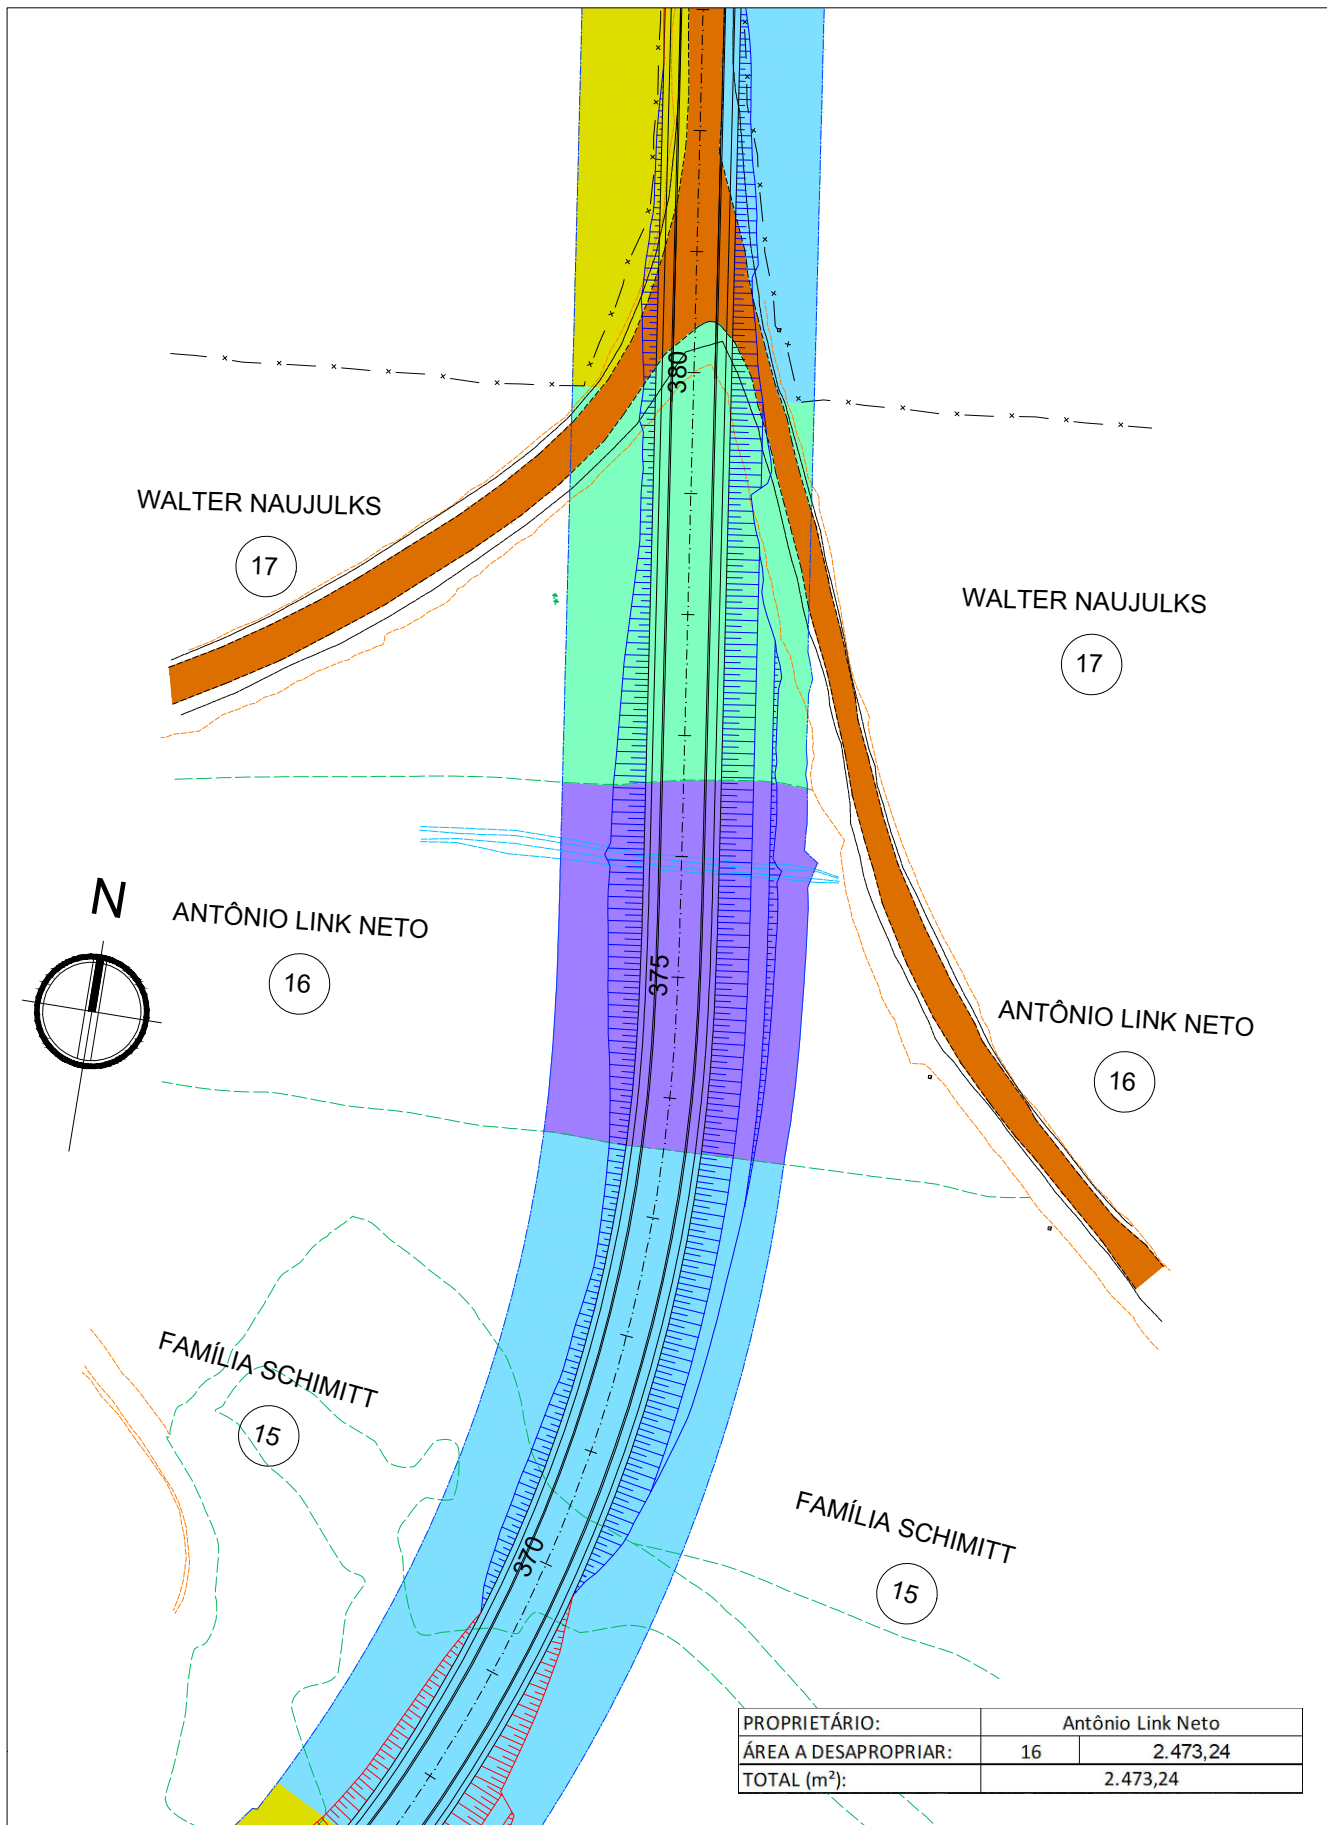 380
WALTER NAUJULKS
17
WALTER NAUJULKS
17
N
ANTÔNIO LINK NETO
16
375
ANTÔNIO LINK NETO
16
FAMÍLIA SCHIMITT
15
370
FAMÍLIA SCHIMITT
15
PROPRIETÁRIO: Antônio Link Neto
ÁREA A DESAPROPRIAR: 16 2.473,24
TOTAL (m²): 2.473,24